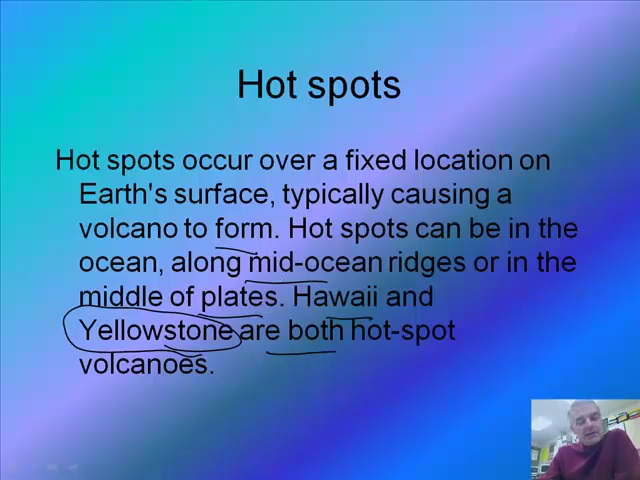 Hot spots
Hot spots occur over a fixed location on
Earth's surface, typically causing a
volcano to form. Hot spots can be in the
ocean, along mid-ocean ridges or in the
middle of plates. Hawaii and
Yellowstone are both hot-spot
volcanoes.